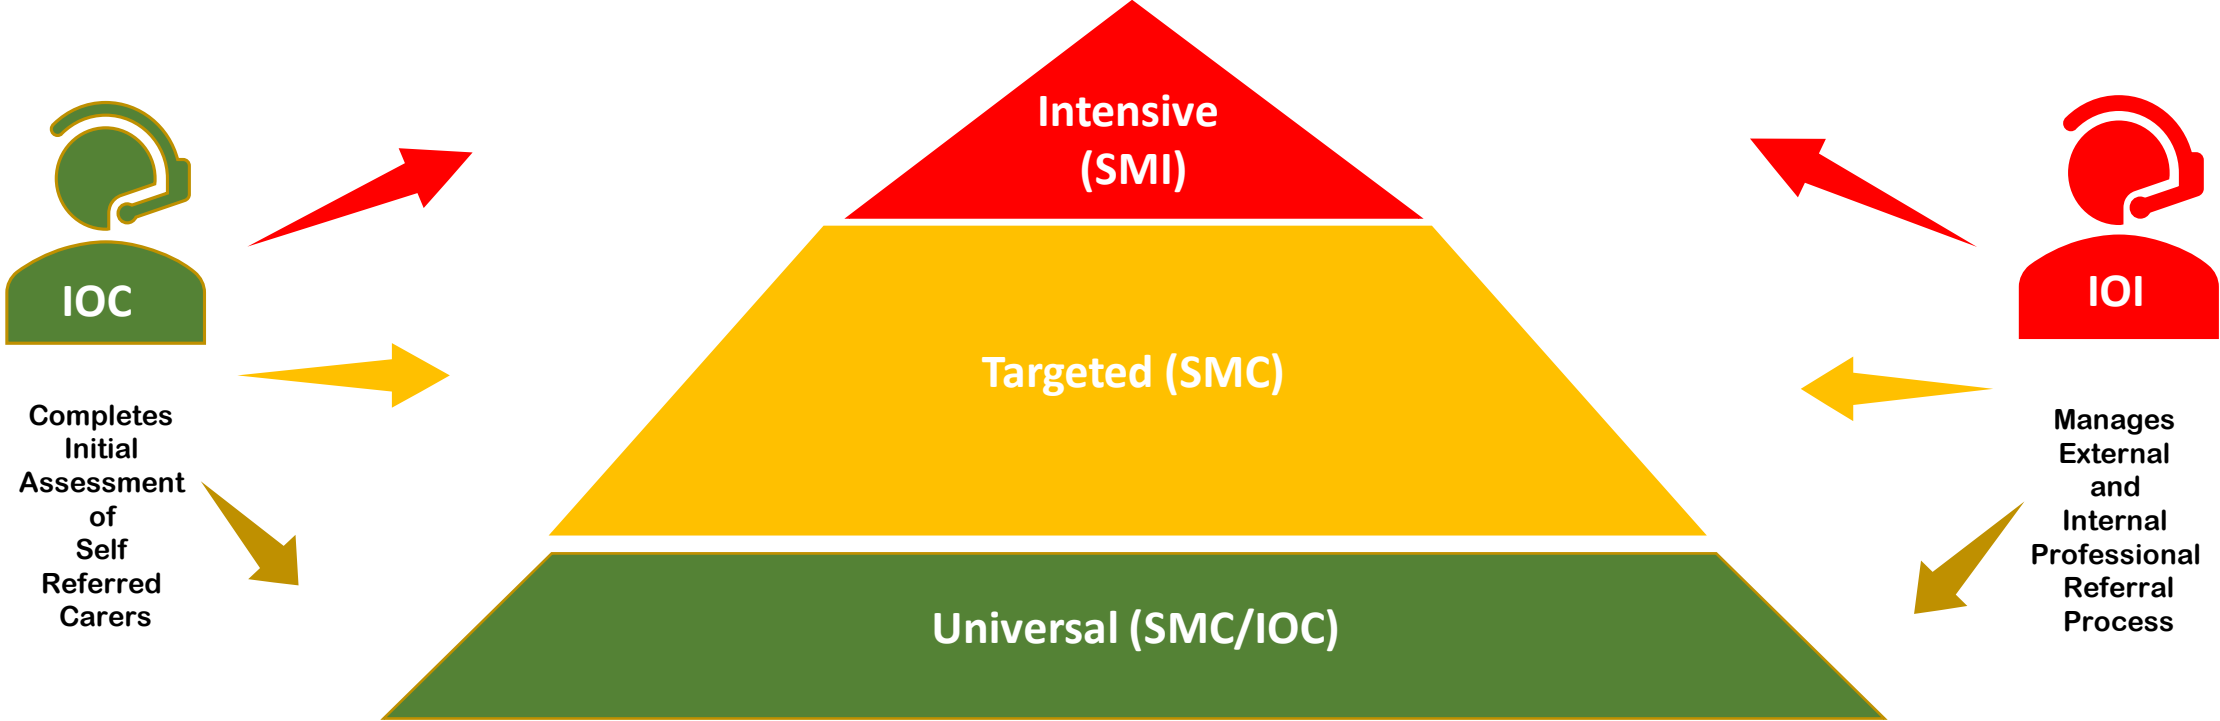 IOC
Completes
Initial
Assessment
of
Self
Referred
Carers
Intensive
(SMI)
Targeted (SMC)
Universal (SMC/IOC)
IOI
Manages
External
and
Internal
Professional
Referral
Process